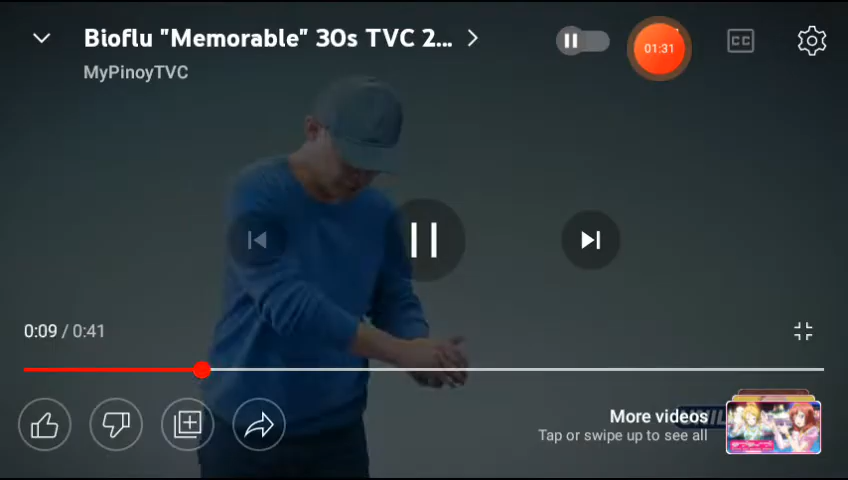 Bioflu "Memorable" 30s TVC 2...
MyPinoyTVC
01:31
CC
0:09 / 0:41
More videos
Tap or swipe up to see all